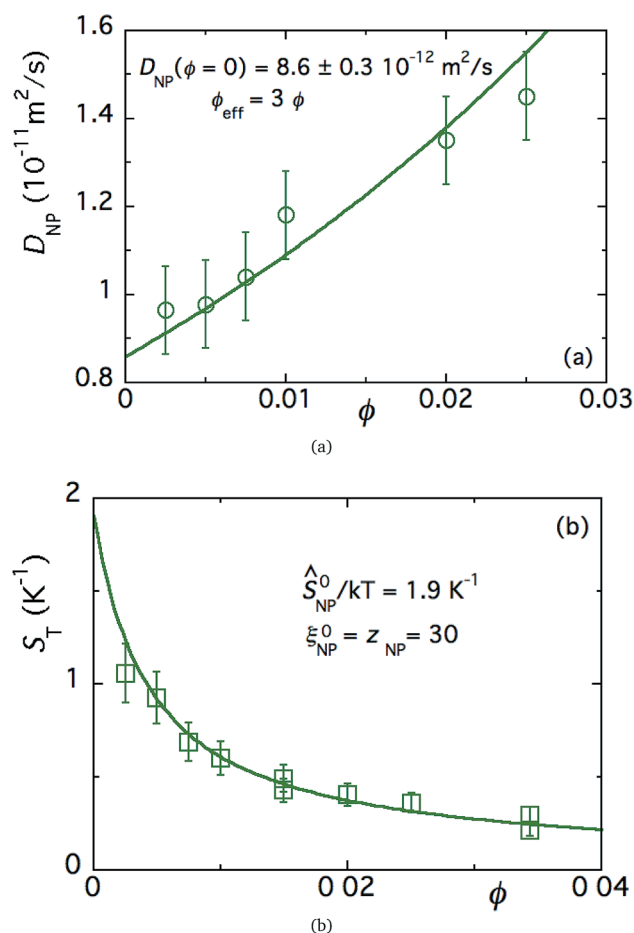 1.6
D_NP(ϕ = 0) = 8.6 ± 0.3 10^-12 m^2/s
ϕ_eff = 3 ϕ
1.4
1.2
1
0.8
D_NP (10^-11 m^2/s)
(a)
0 0.01 0.02 0.03
ϕ
(a)
2
(b)
Ŝ^0_NP/kT = 1.9 K^-1
ξ^0_NP = z_NP = 30
S_T (K^-1)
1
0
0 0 02 0 04
ϕ
(b)